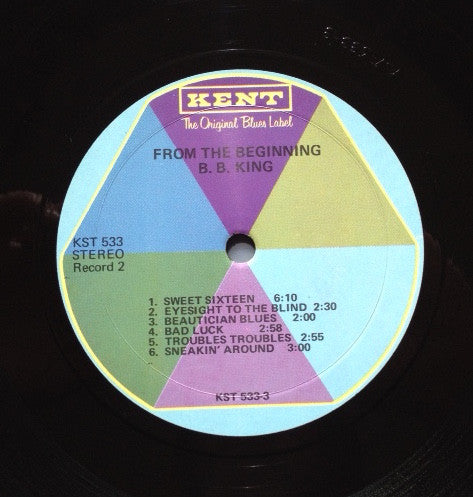 KENT
The Original Blues Label
FROM THE BEGINNING
B. B. KING
KST 533
STEREO
Record 2
1. SWEET SIXTEEN 6:10
2. EYESIGHT TO THE BLIND 2:30
3. BEAUTICIAN BLUES 2:00
4. BAD LUCK 2:58
5. TROUBLES TROUBLES 2:55
6. SNEAKIN' AROUND 3:00
KST 533-3